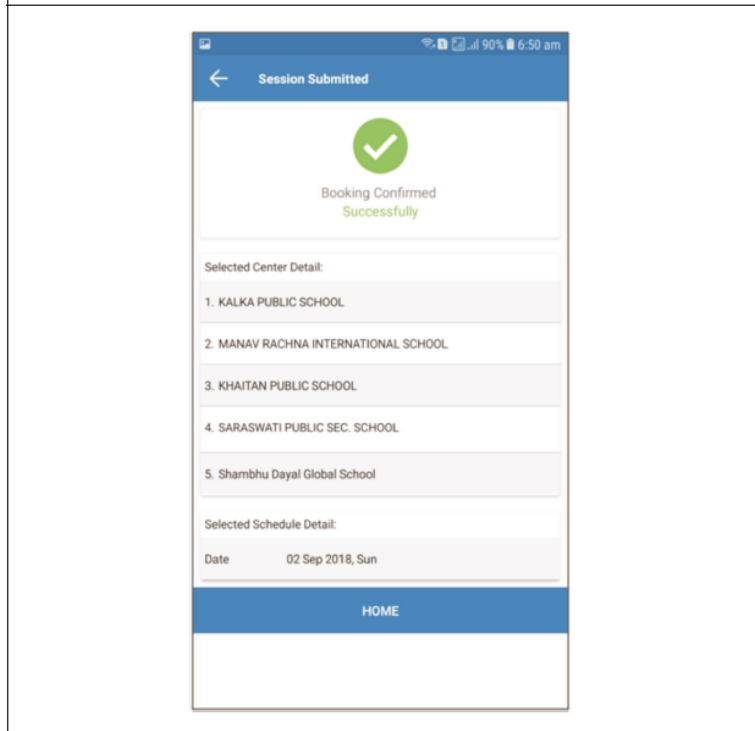 90% 6:50 am
Session Submitted
Booking Confirmed
Successfully
Selected Center Detail:
1. KALKA PUBLIC SCHOOL
2. MANAV RACHNA INTERNATIONAL SCHOOL
3. KHAITAN PUBLIC SCHOOL
4. SARASWATI PUBLIC SEC. SCHOOL
5. Shambhu Dayal Global School
Selected Schedule Detail:
Date 02 Sep 2018, Sun
HOME